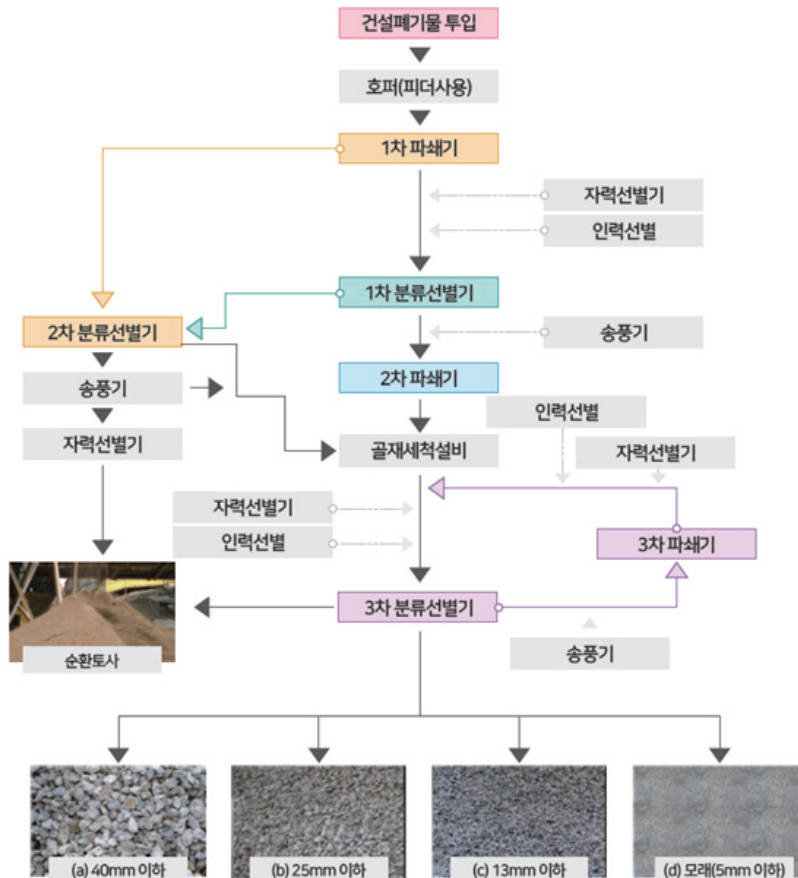 건설폐기물 투입
호퍼(피더사용)
1차 파쇄기
자력선별기
인력선별
1차 분류선별기
2차 분류선별기
송풍기
2차 파쇄기
송풍기
인력선별
자력선별기
골재세척설비
자력선별기
자력선별기
인력선별
3차 파쇄기
3차 분류선별기
송풍기
순환토사
(a) 40mm 이하
(b) 25mm 이하
(c) 13mm 이하
(d) 모래(5mm 이하)